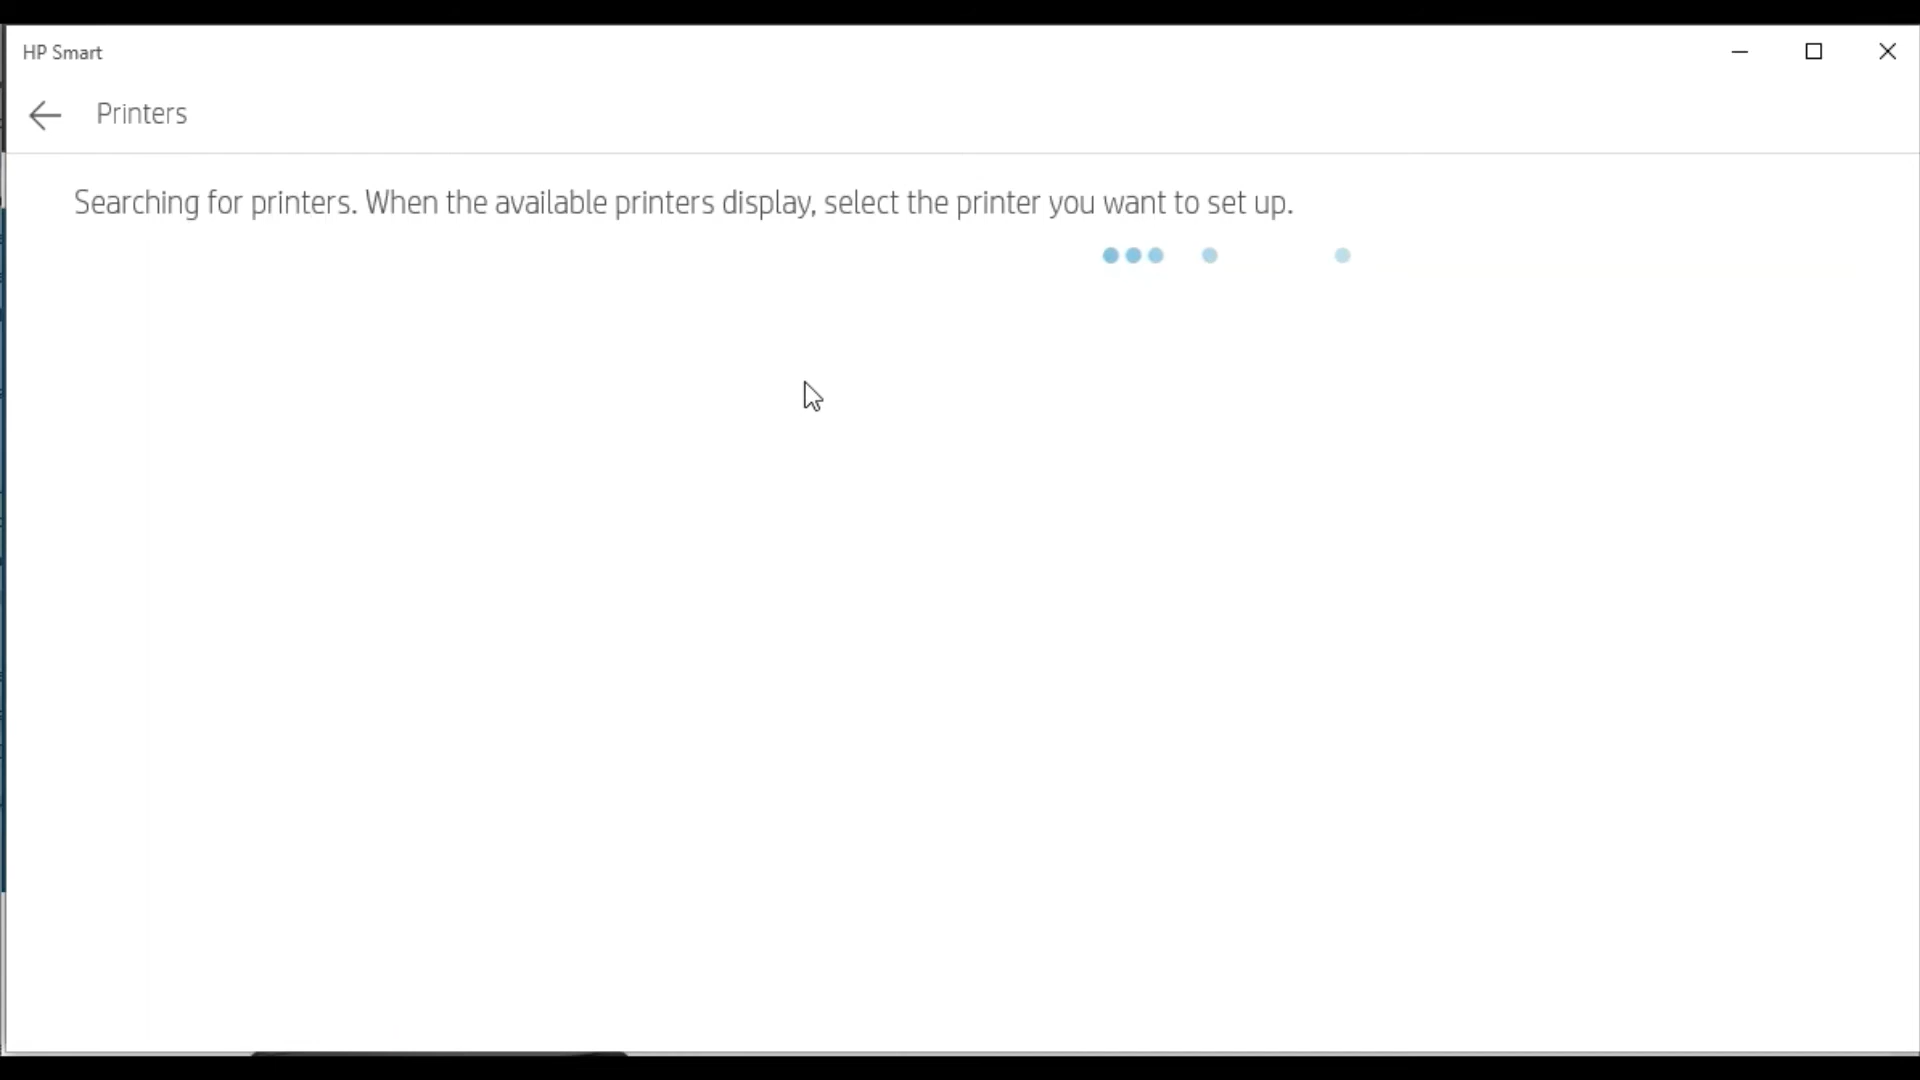 HP Smart
Printers
Searching for printers. When the available printers display, select the printer you want to set up.